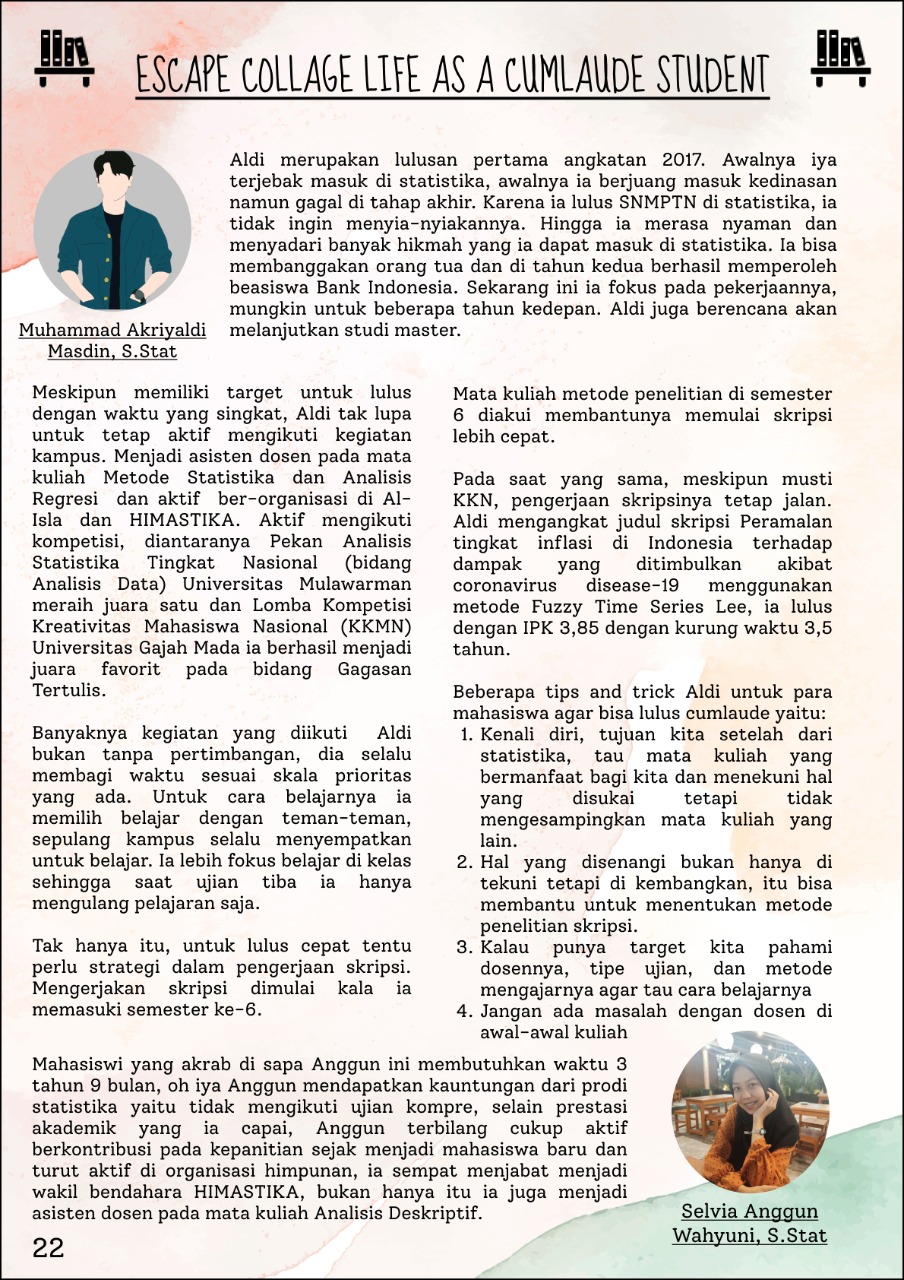 ESCAPE COLLAGE LIFE AS A CUMLAUDE STUDENT
Muhammad Akriyaldi
Masdin, S.Stat
Aldi merupakan lulusan pertama angkatan 2017. Awalnya iya
terjebak masuk di statistika, awalnya ia berjuang masuk kedinasan
namun gagal di tahap akhir. Karena ia lulus SNMPTN di statistika, ia
tidak ingin menyia-nyiakannya. Hingga ia merasa nyaman dan
menyadari banyak hikmah yang ia dapat masuk di statistika. Ia bisa
membanggakan orang tua dan di tahun kedua berhasil memperoleh
beasiswa Bank Indonesia. Sekarang ini ia fokus pada pekerjaannya,
mungkin untuk beberapa tahun kedepan. Aldi juga berencana akan
melanjutkan studi master.
Meskipun memiliki target untuk lulus
dengan waktu yang singkat, Aldi tak lupa
untuk tetap aktif mengikuti kegiatan
kampus. Menjadi asisten dosen pada mata
kuliah Metode Statistika dan Analisis
Regresi dan aktif ber-organisasi di Al-
Isla dan HIMASTIKA. Aktif mengikuti
kompetisi, diantaranya Pekan Analisis
Statistika Tingkat Nasional (bidang
Analisis Data) Universitas Mulawarman
meraih juara satu dan Lomba Kompetisi
Kreativitas Mahasiswa Nasional (KKMN)
Universitas Gajah Mada ia berhasil menjadi
juara favorit pada bidang Gagasan
Tertulis.
Banyaknya kegiatan yang diikuti Aldi
bukan tanpa pertimbangan, dia selalu
membagi waktu sesuai skala prioritas
yang ada. Untuk cara belajarnya ia
memilih belajar dengan teman-teman,
sepulang kampus selalu menyempatkan
untuk belajar. Ia lebih fokus belajar di kelas
sehingga saat ujian tiba ia hanya
mengulang pelajaran saja.
Tak hanya itu, untuk lulus cepat tentu
perlu strategi dalam pengerjaan skripsi.
Mengerjakan skripsi dimulai kala ia
memasuki semester ke-6.
Mata kuliah metode penelitian di semester
6 diakui membantunya memulai skripsi
lebih cepat.
Pada saat yang sama, meskipun musti
KKN, pengerjaan skripsinya tetap jalan.
Aldi mengangkat judul skripsi Peramalan
tingkat inflasi di Indonesia terhadap
dampak yang ditimbulkan akibat
coronavirus disease-19 menggunakan
metode Fuzzy Time Series Lee, ia lulus
dengan IPK 3,85 dengan kurung waktu 3,5
tahun.
Beberapa tips and trick Aldi untuk para
mahasiswa agar bisa lulus cumlaude yaitu:
1. Kenali diri, tujuan kita setelah dari
statistika, tau mata kuliah yang
bermanfaat bagi kita dan menekuni hal
yang disukai tetapi tidak
mengesampingkan mata kuliah yang
lain.
2. Hal yang disenangi bukan hanya di
tekuni tetapi di kembangkan, itu bisa
membantu untuk menentukan metode
penelitian skripsi.
3. Kalau punya target kita pahami
dosennya, tipe ujian, dan metode
mengajarnya agar tau cara belajarnya
4. Jangan ada masalah dengan dosen di
awal-awal kuliah
Mahasiswi yang akrab di sapa Anggun ini membutuhkan waktu 3
tahun 9 bulan, oh iya Anggun mendapatkan kauntungan dari prodi
statistika yaitu tidak mengikuti ujian kompre, selain prestasi
akademik yang ia capai, Anggun terbilang cukup aktif
berkontribusi pada kepanitian sejak menjadi mahasiswa baru dan
turut aktif di organisasi himpunan, ia sempat menjabat menjadi
wakil bendahara HIMASTIKA, bukan hanya itu ia juga menjadi
asisten dosen pada mata kuliah Analisis Deskriptif.
Selvia Anggun
Wahyuni, S.Stat
22